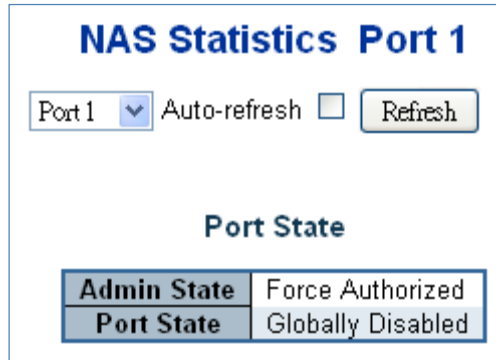 NAS Statistics Port 1
Port 1 Auto-refresh Refresh
Port State
Admin State Force Authorized
Port State Globally Disabled